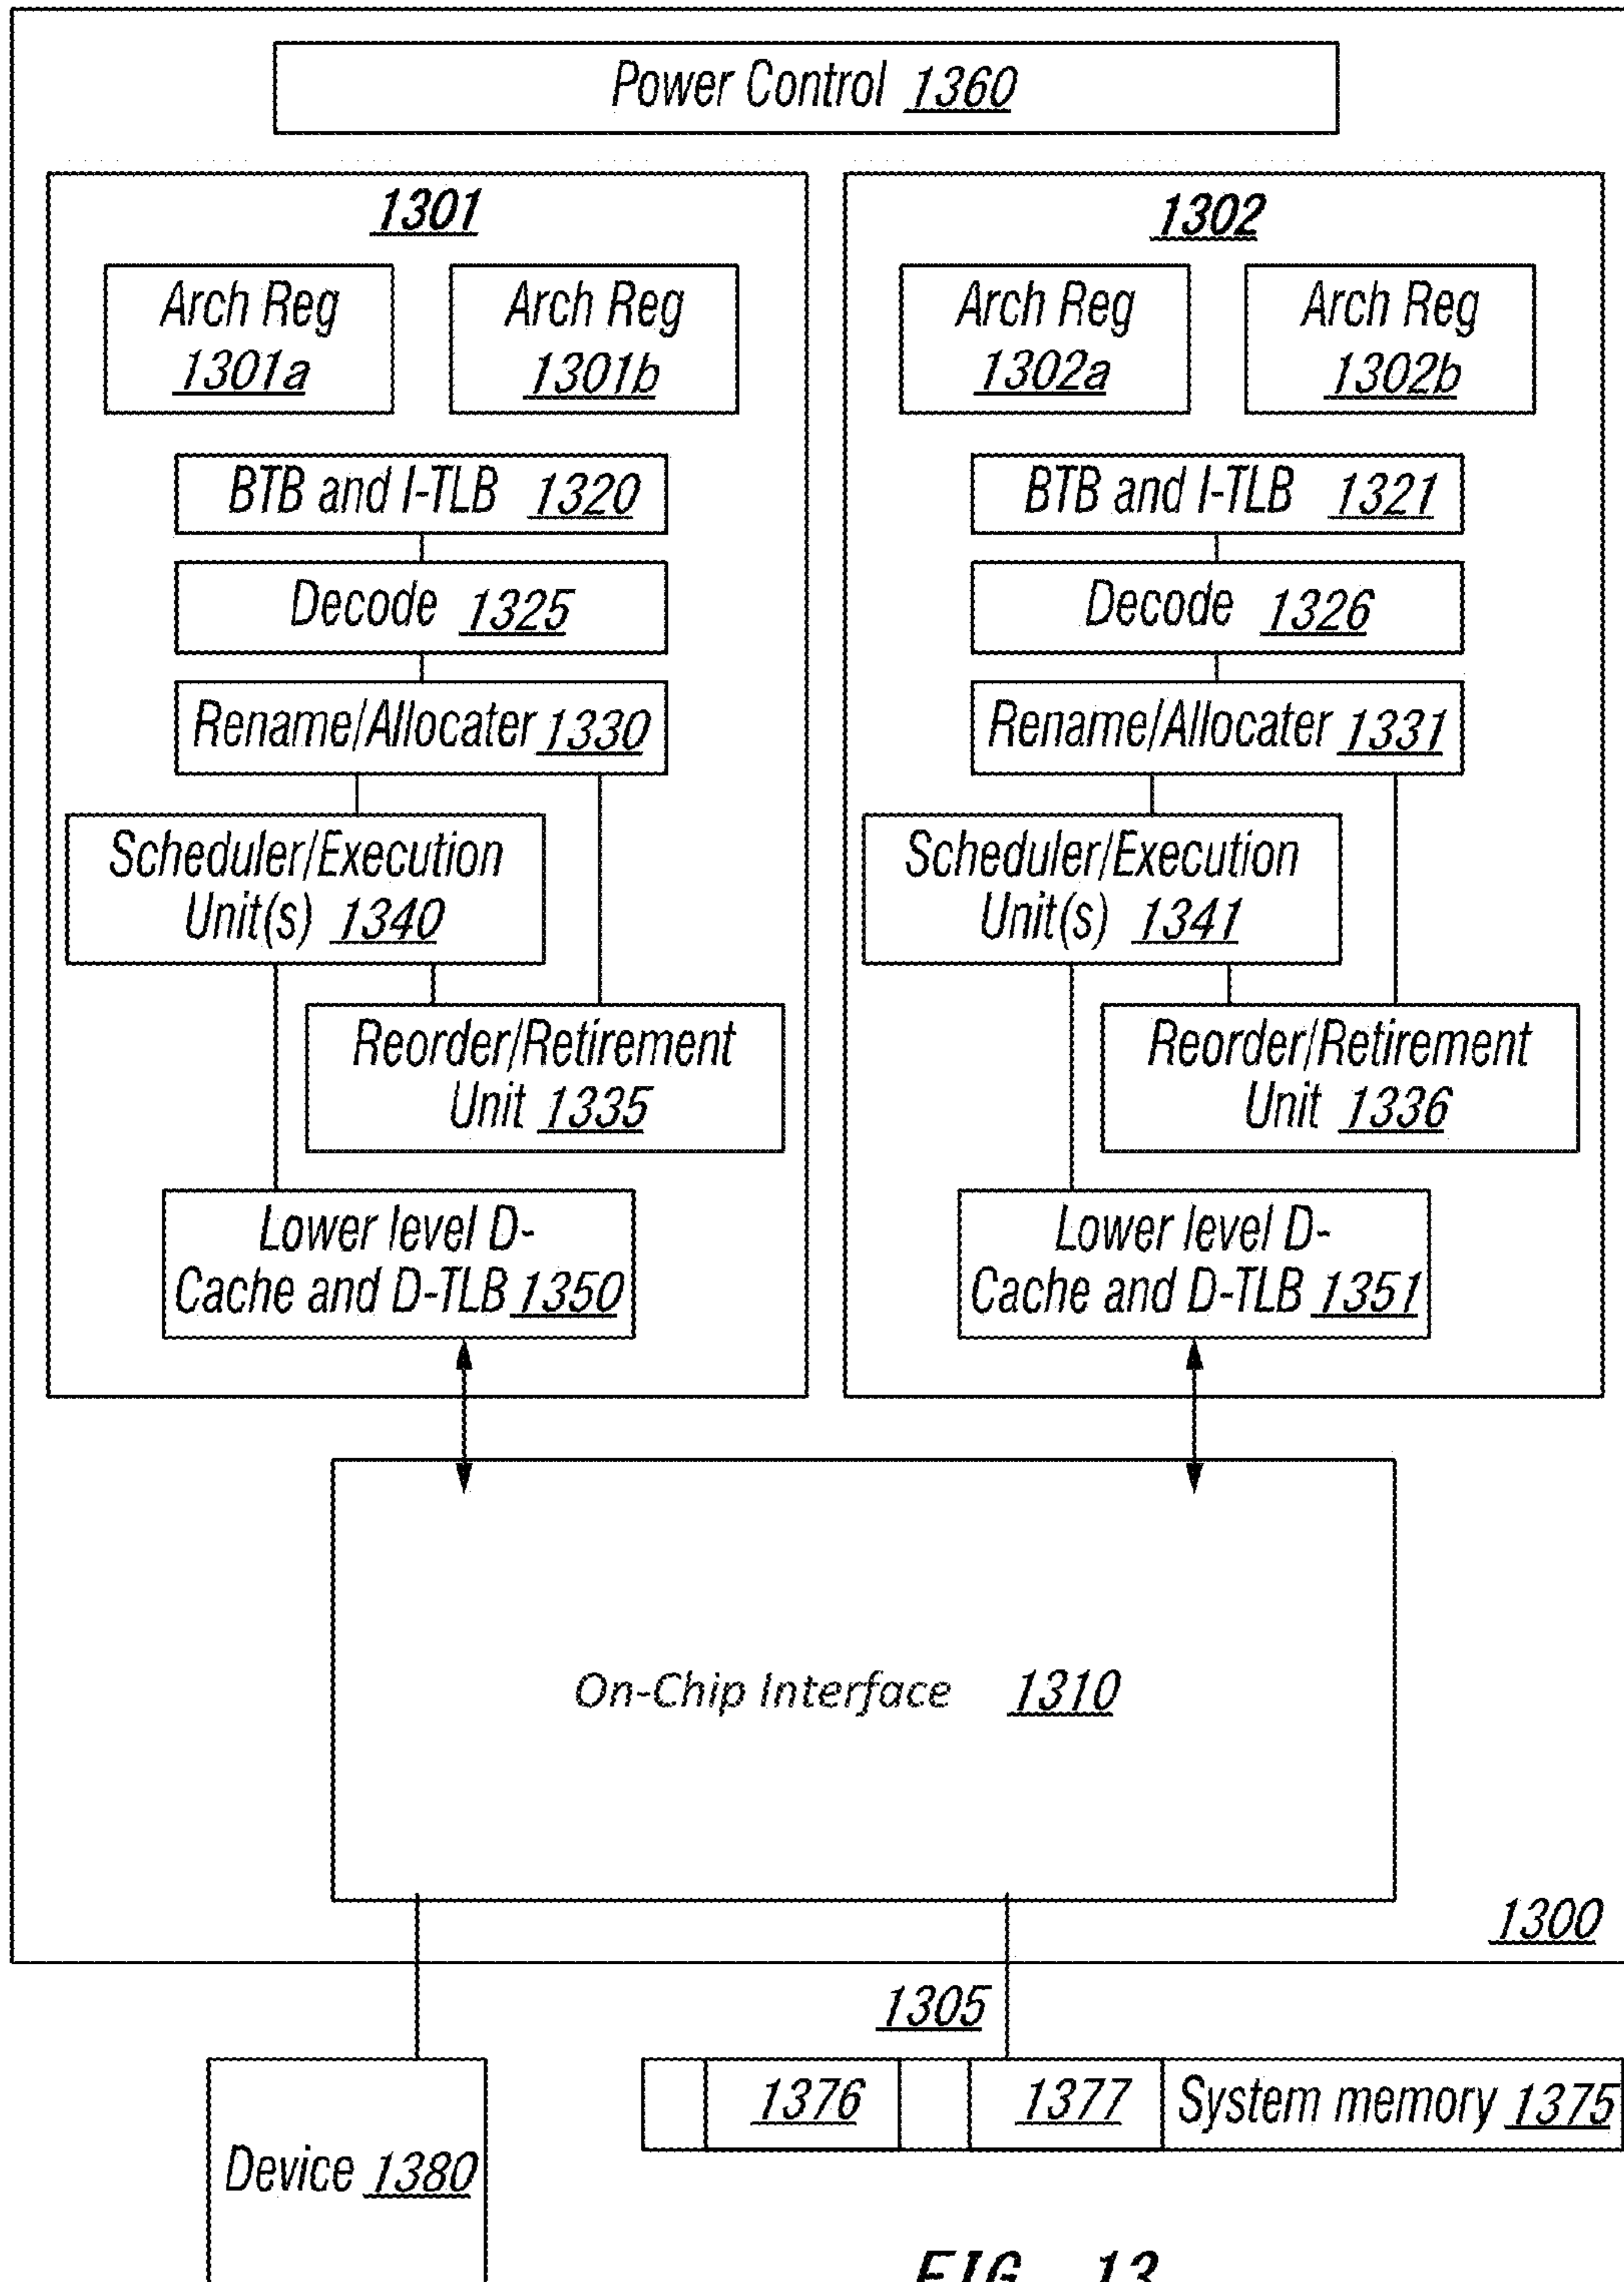 Power Control 1360
1301
Arch Reg
1301a
Arch Reg
1301b
BTB and I-TLB 1320
Decode 1325
Rename/Allocater 1330
Scheduler/Execution
Unit(s) 1340
Reorder/Retirement
Unit 1335
Lower level D-
Cache and D-TLB 1350
1302
Arch Reg
1302a
Arch Reg
1302b
BTB and I-TLB 1321
Decode 1326
Rename/Allocater 1331
Scheduler/Execution
Unit(s) 1341
Reorder/Retirement
Unit 1336
Lower level D-
Cache and D-TLB 1351
On-Chip Interface 1310
1300
1305
1376
1377
System memory 1375
Device 1380
FIG. 13